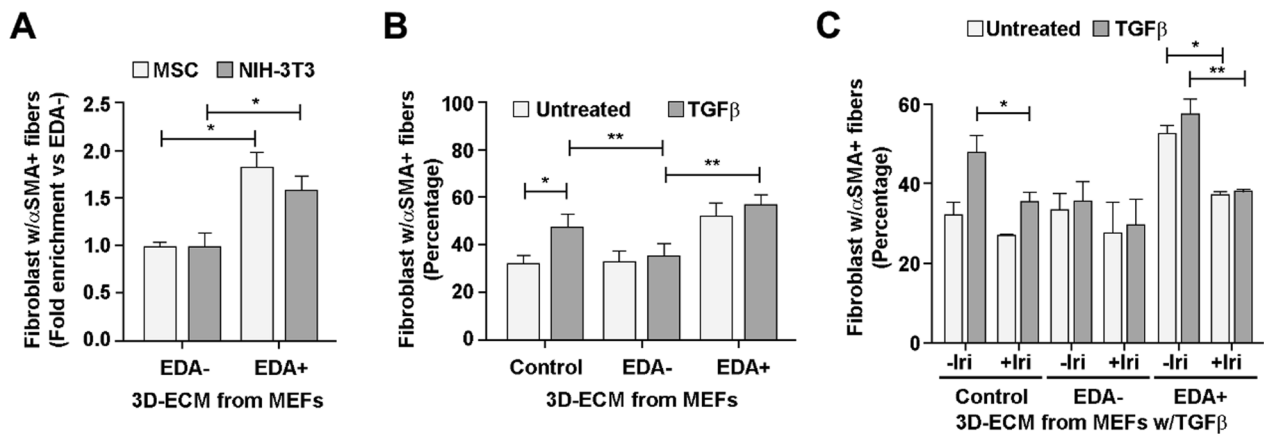 A
MSC NIH-3T3
Fibroblast w/αSMA+ fibers
(Fold enrichment vs EDA-)
2.5
2.0
1.5
1.0
0.5
0.0
*
*
EDA- EDA+
3D-ECM from MEFs
B
Fibroblast w/αSMA+ fibers
(Percentage)
100
80
60
40
20
0
Untreated TGFβ
**
**
*
Control EDA- EDA+
3D-ECM from MEFs
C
Untreated TGFβ
Fibroblast w/αSMA+ fibers
(Percentage)
60
40
20
0
*
**
*
-Iri +Iri -Iri +Iri -Iri +Iri
Control EDA- EDA+
3D-ECM from MEFs w/TGFβ